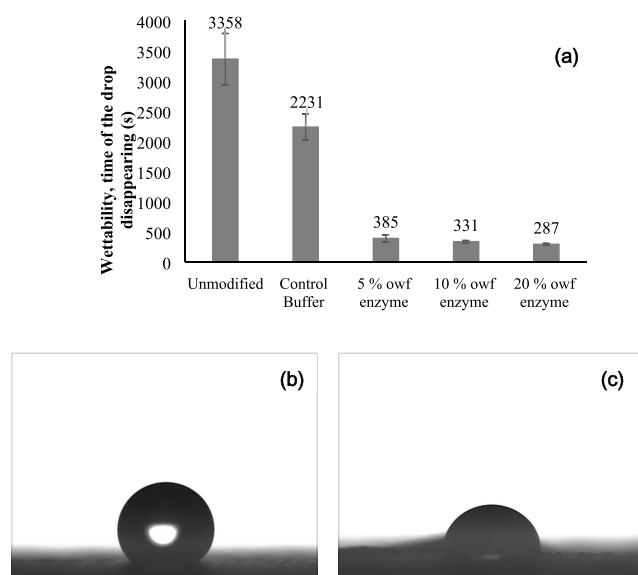 4000
3500
3000
2500
2000
1500
1000
500
0
Wettability, time of the drop
disappearing (s)
3358
2231
385
331
287
(a)
Unmodified
Control
Buffer
5 % owf
enzyme
10 % owf
enzyme
20 % owf
enzyme
(b)
(c)